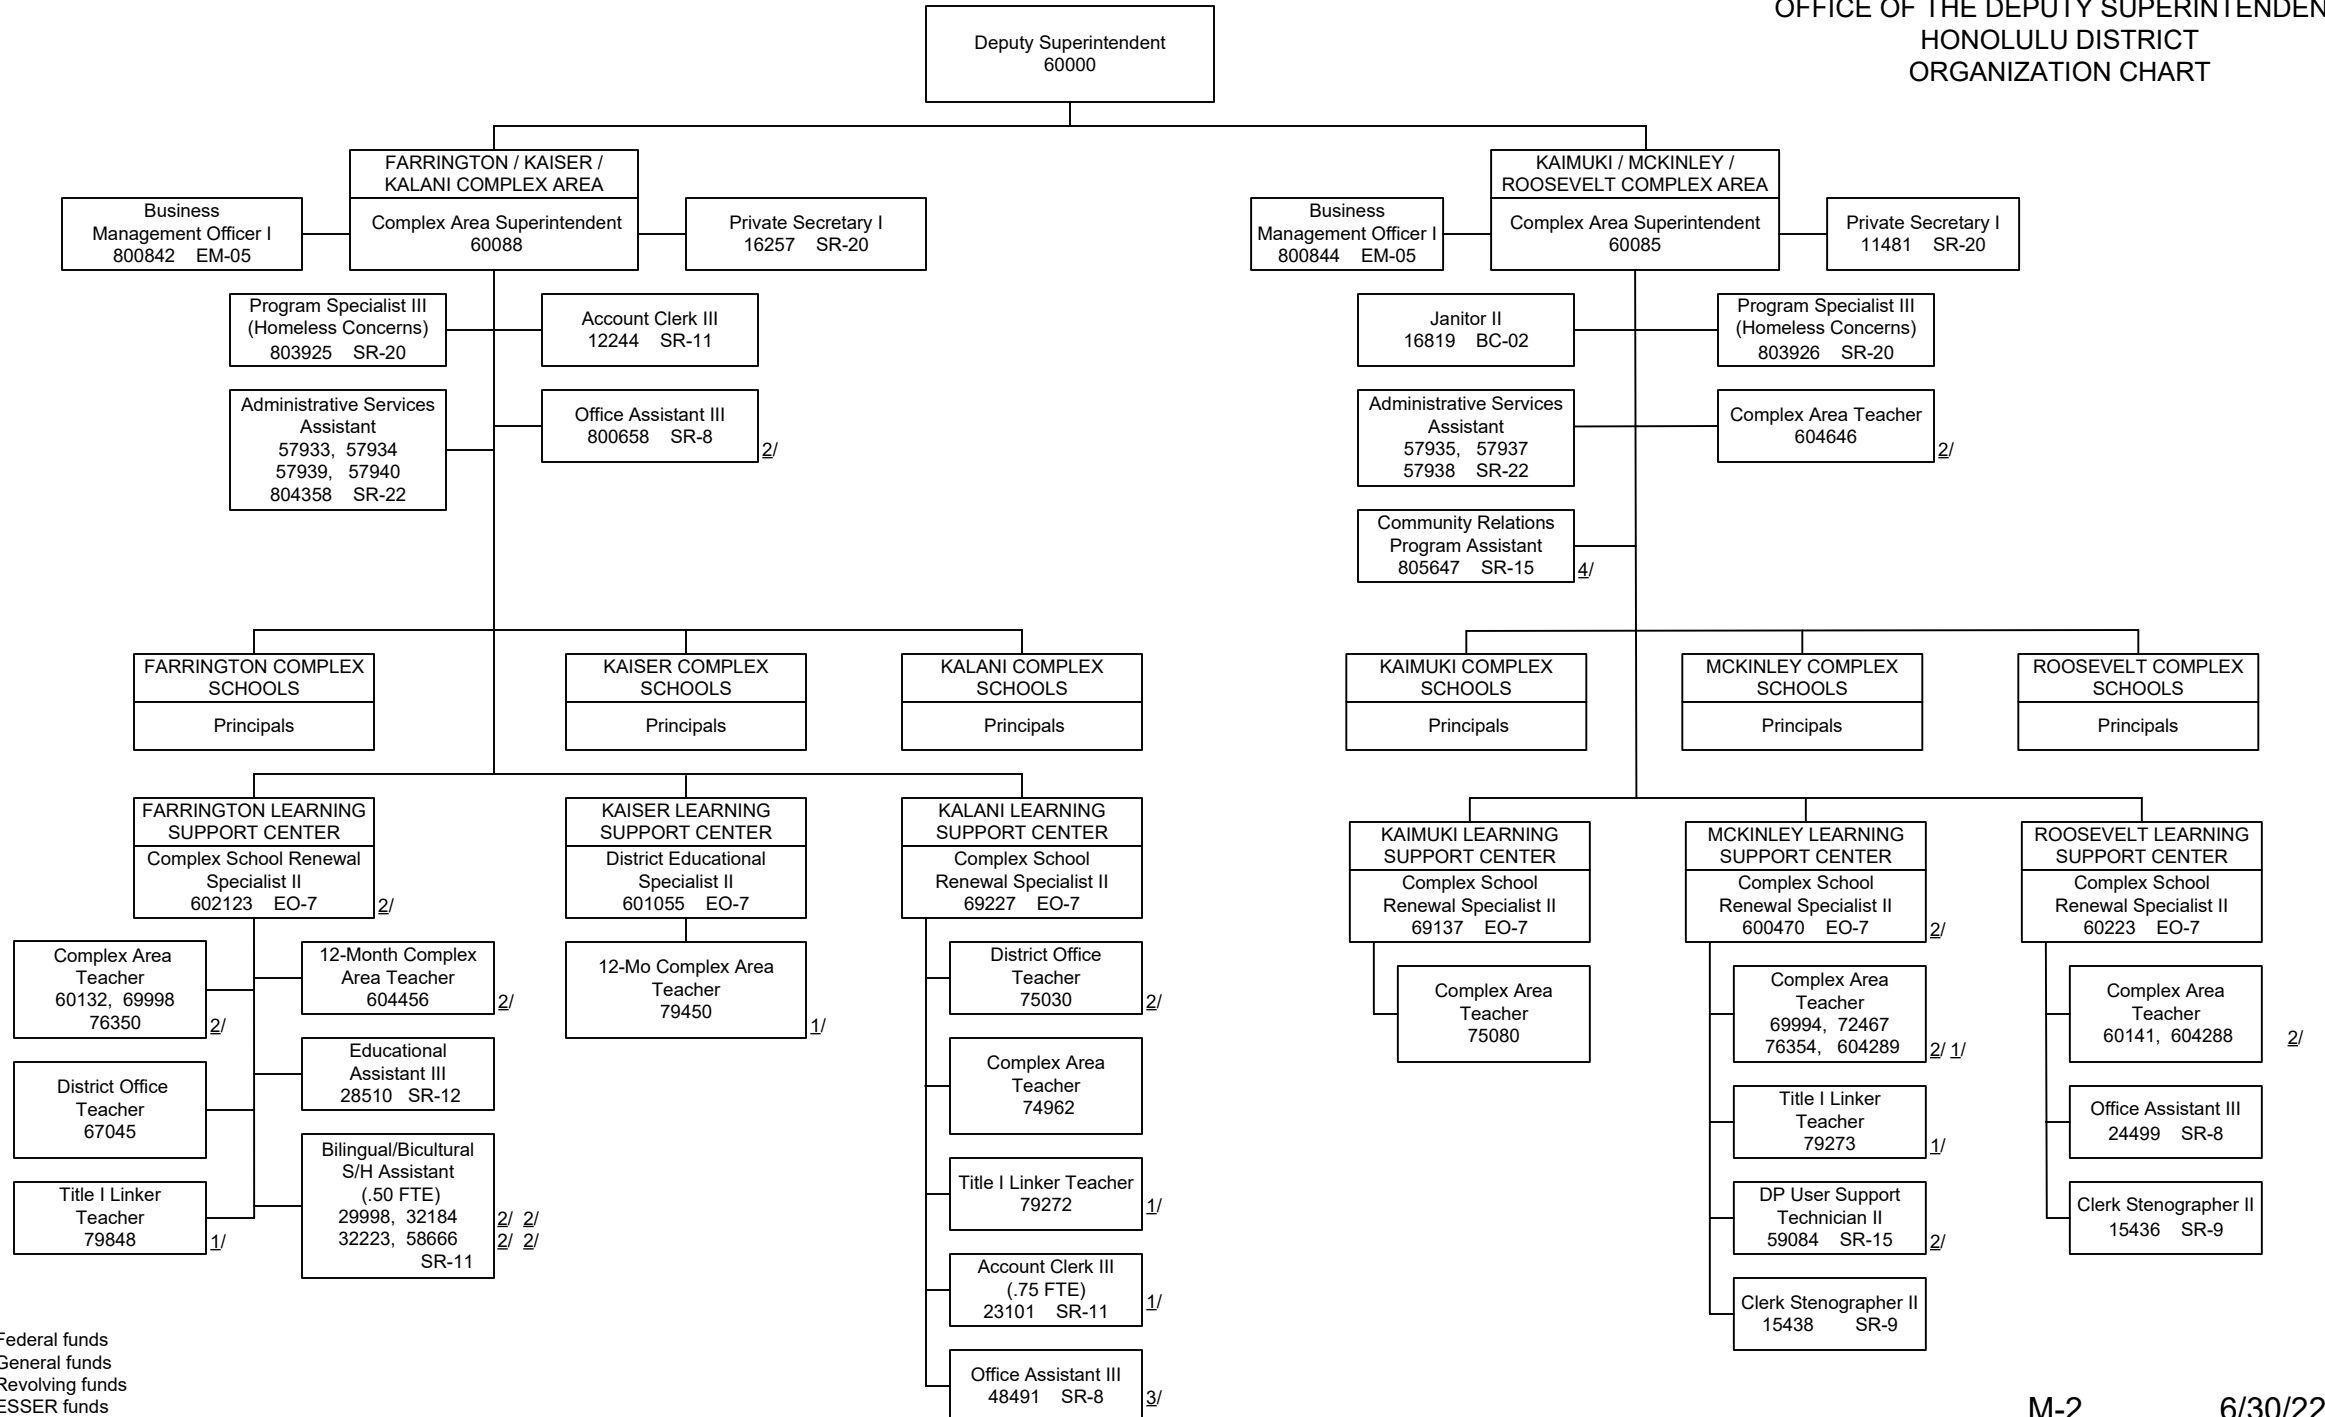 OFFICE OF THE DEPUTY SUPERINTENDEN
HONOLULU DISTRICT
ORGANIZATION CHART
Deputy Superintendent
60000
FARRINGTON / KAISER /
KALANI COMPLEX AREA
Complex Area Superintendent
60088
Business
Management Officer I
800842 EM-05
Private Secretary I
16257 SR-20
Program Specialist III
(Homeless Concerns)
803925 SR-20
Account Clerk III
12244 SR-11
Administrative Services
Assistant
57933, 57934
57939, 57940
804358 SR-22
Office Assistant III
800658 SR-8
2/
KAIMUKI / MCKINLEY /
ROOSEVELT COMPLEX AREA
Complex Area Superintendent
60085
Business
Management Officer I
800844 EM-05
Private Secretary I
11481 SR-20
Janitor II
16819 BC-02
Program Specialist III
(Homeless Concerns)
803926 SR-20
Administrative Services
Assistant
57935, 57937
57938 SR-22
Complex Area Teacher
604646
2/
Community Relations
Program Assistant
805647 SR-15
4/
FARRINGTON COMPLEX
SCHOOLS
Principals
KAISER COMPLEX
SCHOOLS
Principals
KALANI COMPLEX
SCHOOLS
Principals
KAIMUKI COMPLEX
SCHOOLS
Principals
MCKINLEY COMPLEX
SCHOOLS
Principals
ROOSEVELT COMPLEX
SCHOOLS
Principals
FARRINGTON LEARNING
SUPPORT CENTER
Complex School Renewal
Specialist II
602123 EO-7
2/
Complex Area
Teacher
60132, 69998
76350
2/
12-Month Complex
Area Teacher
604456
2/
District Office
Teacher
67045
Educational
Assistant III
28510 SR-12
Title I Linker
Teacher
79848
1/
Bilingual/Bicultural
S/H Assistant
(.50 FTE)
29998, 32184
32223, 58666
SR-11
2/ 2/
2/ 2/
KAISER LEARNING
SUPPORT CENTER
District Educational
Specialist II
601055 EO-7
12-Mo Complex Area
Teacher
79450
1/
KALANI LEARNING
SUPPORT CENTER
Complex School
Renewal Specialist II
69227 EO-7
District Office
Teacher
75030
2/
Complex Area
Teacher
74962
Title I Linker Teacher
79272
1/
Account Clerk III
(.75 FTE)
23101 SR-11
1/
Office Assistant III
48491 SR-8
3/
KAIMUKI LEARNING
SUPPORT CENTER
Complex School
Renewal Specialist II
69137 EO-7
Complex Area
Teacher
75080
MCKINLEY LEARNING
SUPPORT CENTER
Complex School
Renewal Specialist II
600470 EO-7
2/
Complex Area
Teacher
69994, 72467
76354, 604289
2/ 1/
Title I Linker
Teacher
79273
1/
DP User Support
Technician II
59084 SR-15
2/
Clerk Stenographer II
15438 SR-9
ROOSEVELT LEARNING
SUPPORT CENTER
Complex School
Renewal Specialist II
60223 EO-7
Complex Area
Teacher
60141, 604288
2/
Office Assistant III
24499 SR-8
Clerk Stenographer II
15436 SR-9
Federal funds
General funds
Revolving funds
ESSER funds
M-2 6/30/22